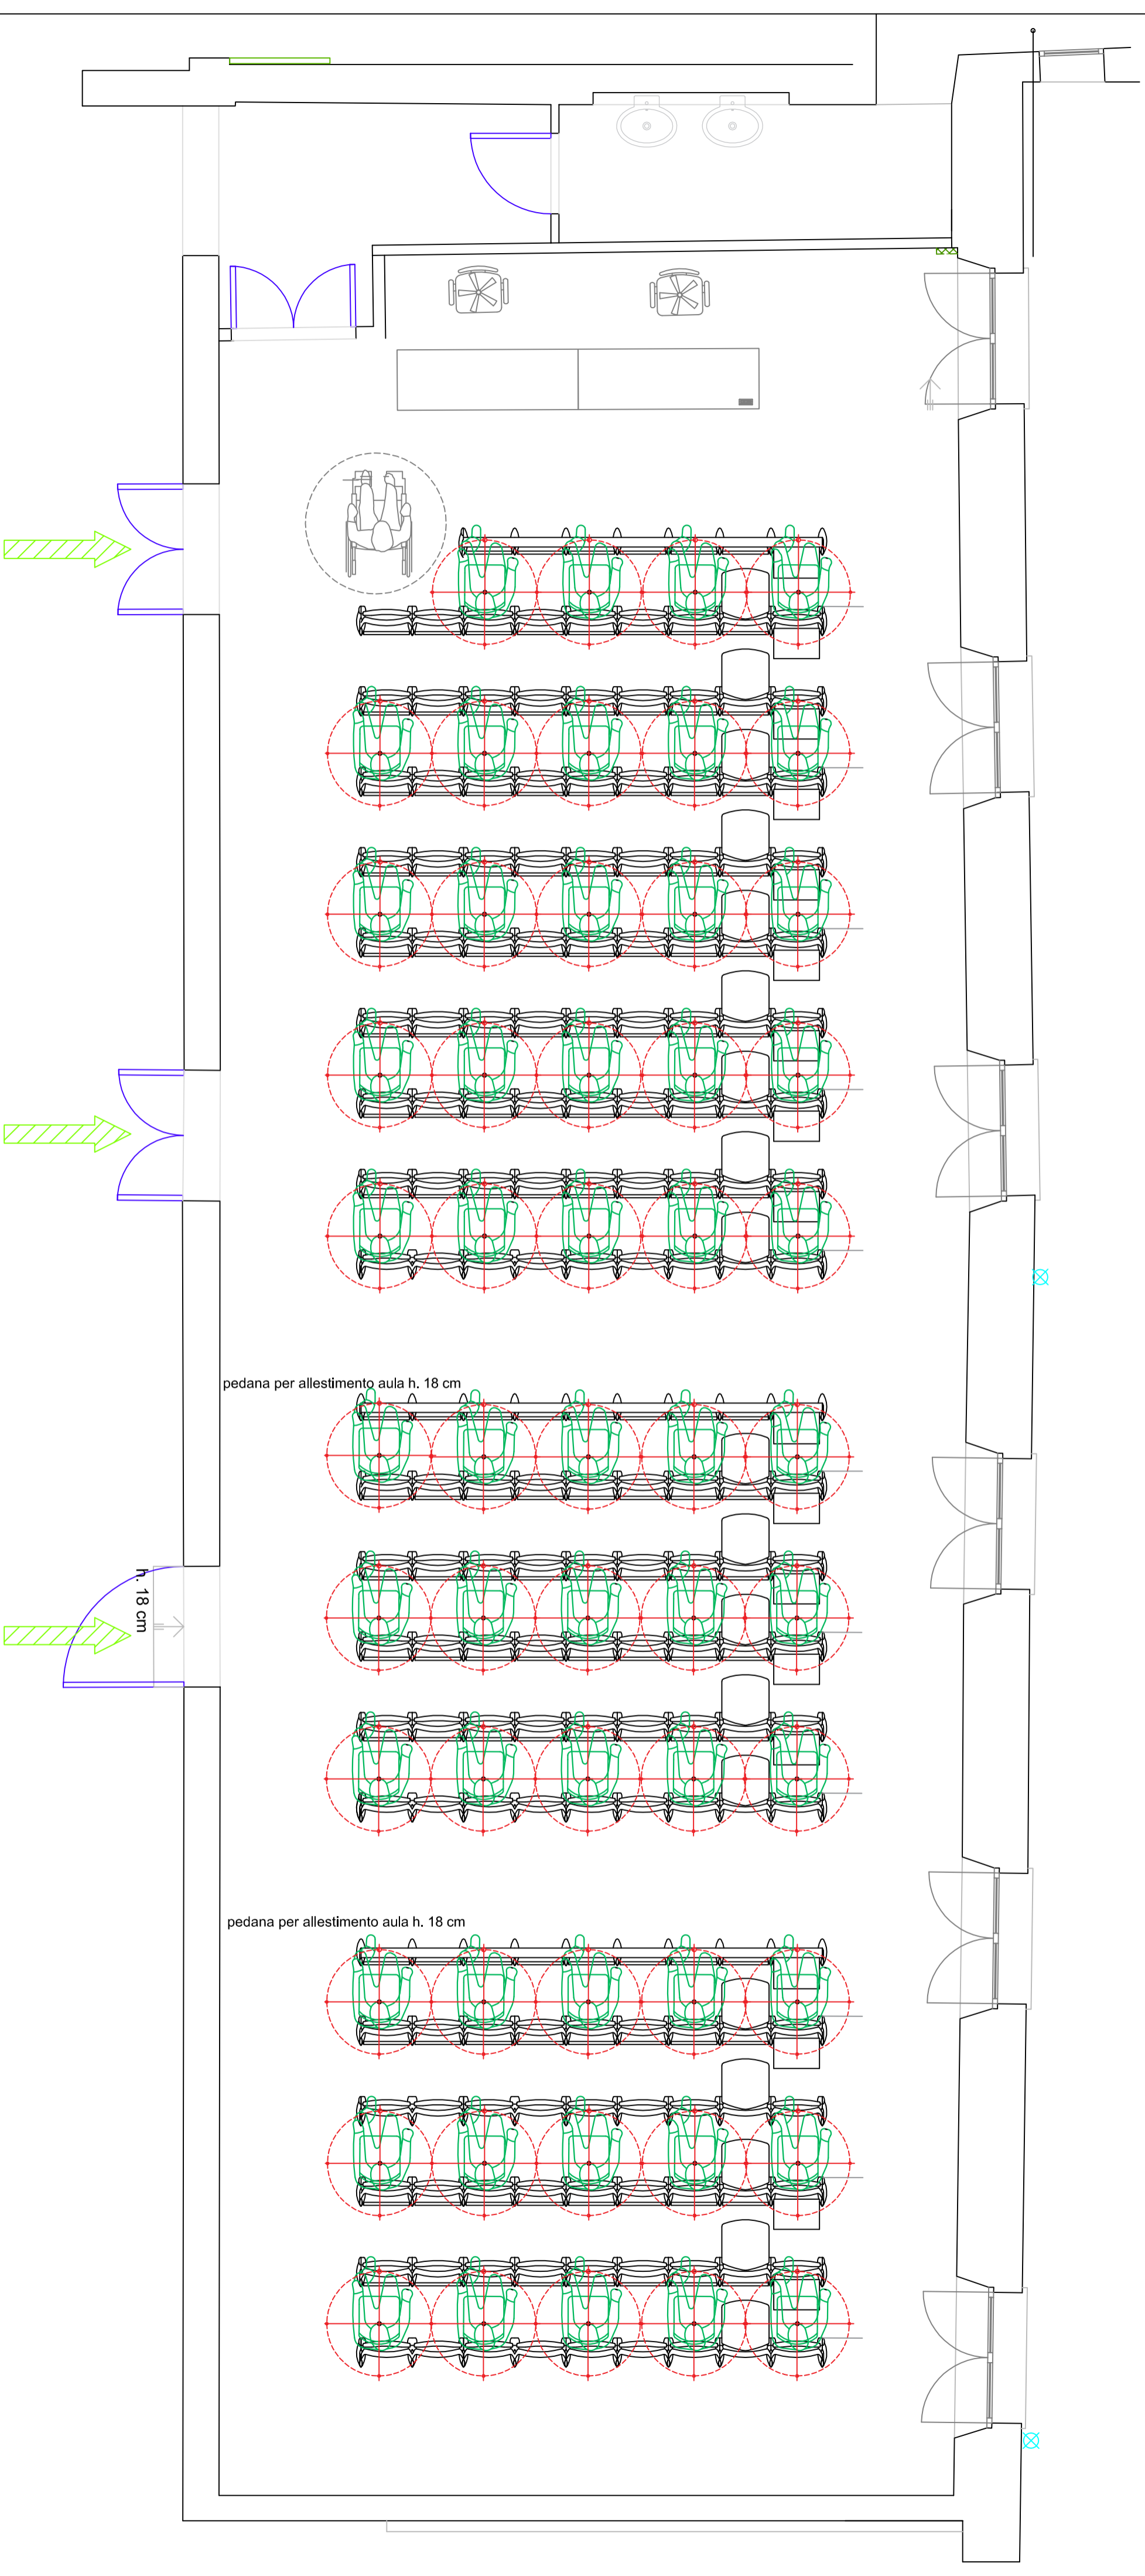 pedana per allestimento aula h. 18 cm
h. 18 cm
pedana per allestimento aula h. 18 cm